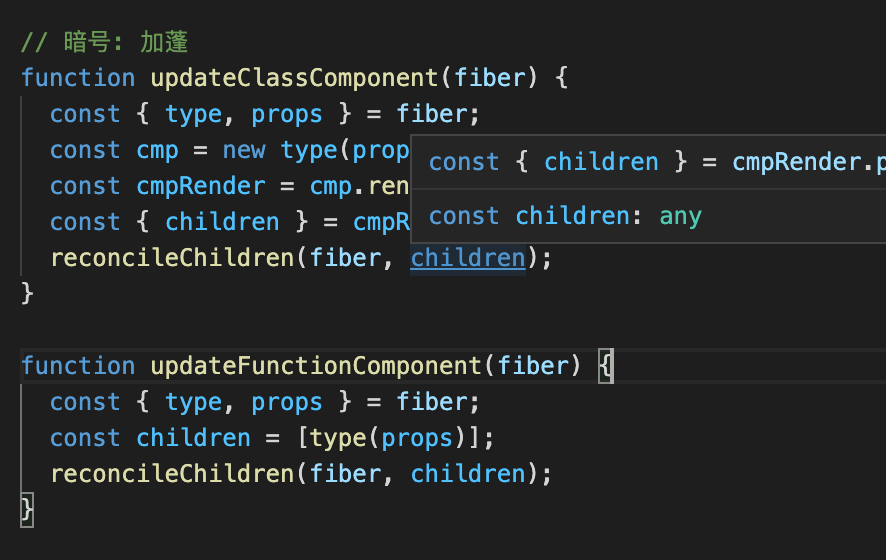 // 暗号: 加蓬
function updateClassComponent(fiber) {
const { type, props } = fiber;
const cmp = new type(prop
const { children } = cmpRender.p
const cmpRender = cmp.ren
const children: any
const { children } = cmpR
reconcileChildren(fiber, children);
}
function updateFunctionComponent(fiber) {
const { type, props } = fiber;
const children = [type(props)];
reconcileChildren(fiber, children);
}